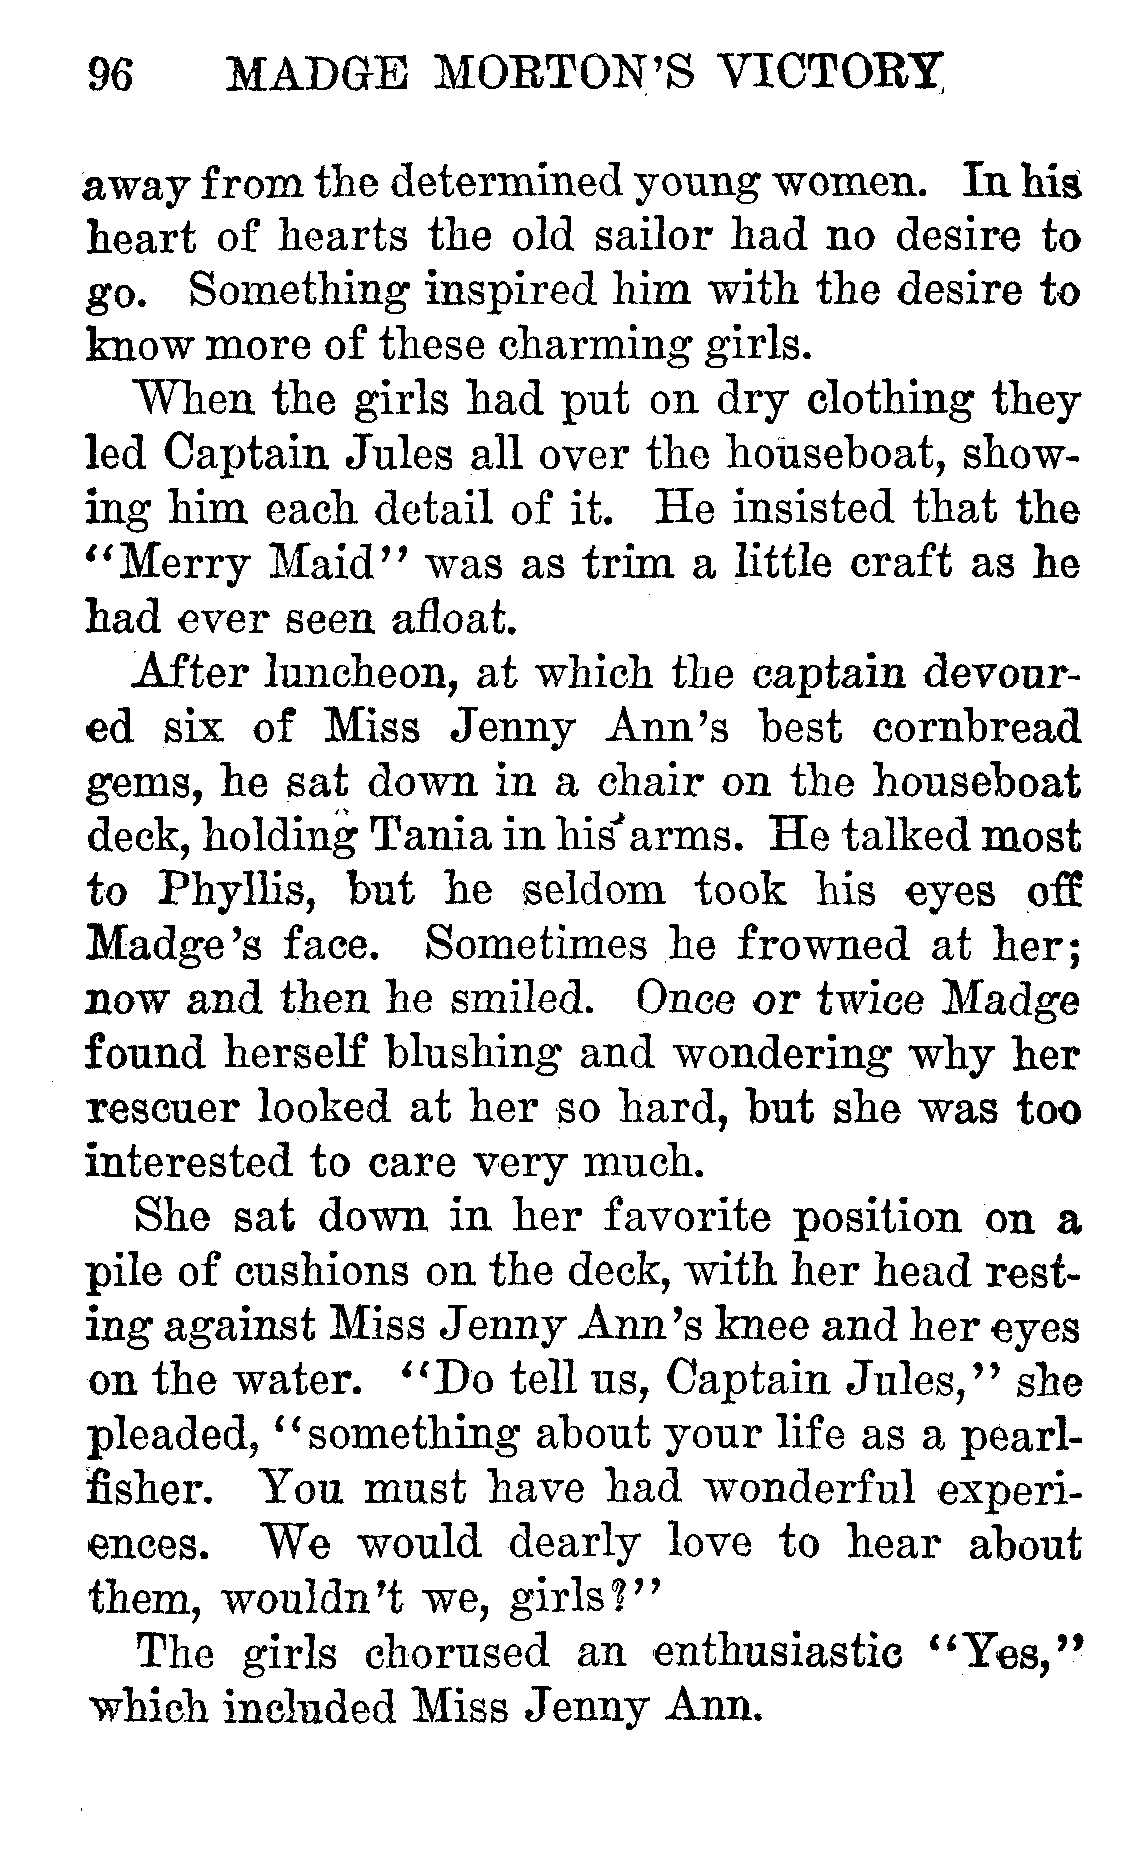 96 MADGE MORTON'S VICTORY
away from the determined young women. In his
heart of hearts the old sailor had no desire to
go. Something inspired him with the desire to
know more of these charming girls.
When the girls had put on dry clothing they
led Captain Jules all over the houseboat, show-
ing him each detail of it. He insisted that the
"Merry Maid" was as trim a little craft as he
had ever seen afloat.
After luncheon, at which the captain devour-
ed six of Miss Jenny Ann's best cornbread
gems, he sat down in a chair on the houseboat
deck, holding Tania in his arms. He talked most
to Phyllis, but he seldom took his eyes off
Madge's face. Sometimes he frowned at her;
now and then he smiled. Once or twice Madge
found herself blushing and wondering why her
rescuer looked at her so hard, but she was too
interested to care very much.
She sat down in her favorite position on a
pile of cushions on the deck, with her head rest-
ing against Miss Jenny Ann's knee and her eyes
on the water. "Do tell us, Captain Jules," she
pleaded, "something about your life as a pearl-
fisher. You must have had wonderful experi-
ences. We would dearly love to hear about
them, wouldn't we, girls?"
The girls chorused an enthusiastic "Yes,"
which included Miss Jenny Ann.